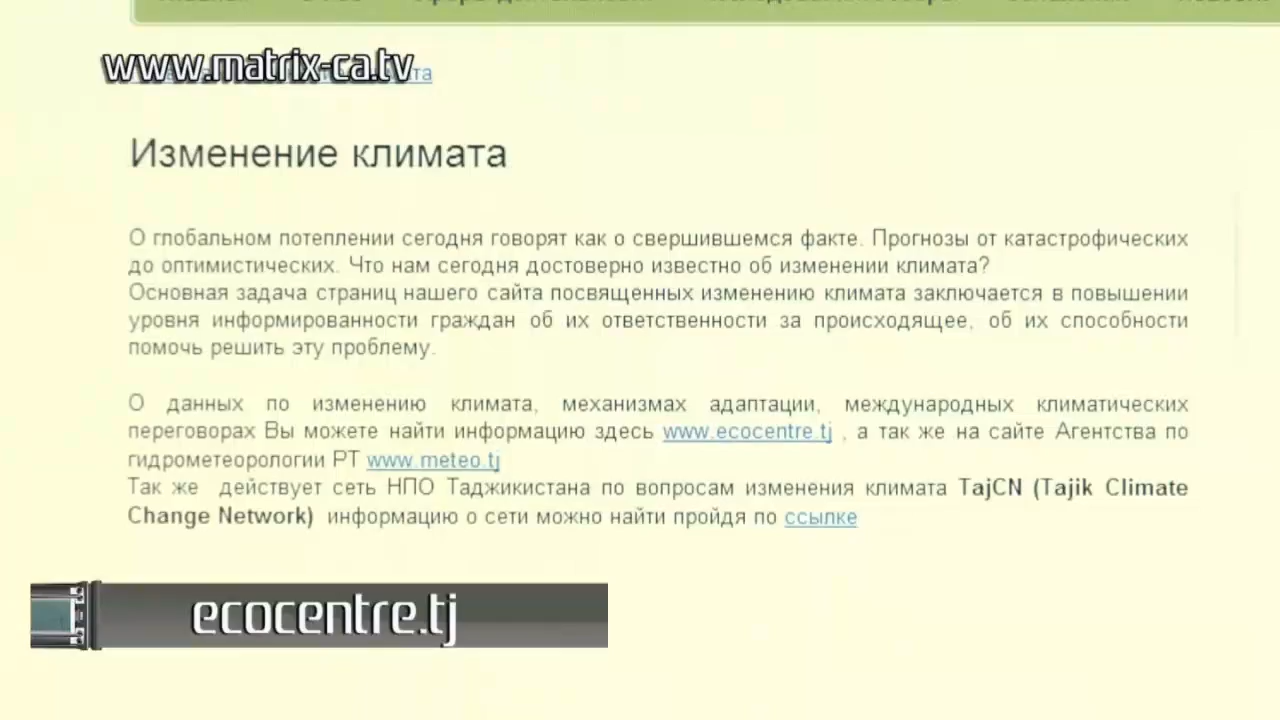 www.matrix-ca.tv
Изменение климата
О глобальном потеплении сегодня говорят как о свершившемся факте. Прогнозы от катастрофических
до оптимистических. Что нам сегодня достоверно известно об изменении климата?
Основная задача страниц нашего сайта посвященных изменению климата заключается в повышении
уровня информированности граждан об их ответственности за происходящее, об их способности
помочь решить эту проблему.
О данных по изменению климата, механизмах адаптации, международных климатических
переговорах Вы можете найти информацию здесь www.ecocentre.tj , а так же на сайте Агентства по
гидрометеорологии РТ www.meteo.tj
Так же действует сеть НПО Таджикистана по вопросам изменения климата TajCN (Tajik Climate
Change Network) информацию о сети можно найти пройдя по ссылке
ecocentre.tj